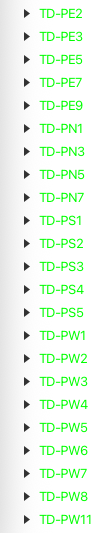 TD-PE2
TD-PE3
TD-PE5
TD-PE7
TD-PE9
TD-PN1
TD-PN3
TD-PN5
TD-PN7
TD-PS1
TD-PS2
TD-PS3
TD-PS4
TD-PS5
TD-PW1
TD-PW2
TD-PW3
TD-PW4
TD-PW5
TD-PW6
TD-PW7
TD-PW8
TD-PW11